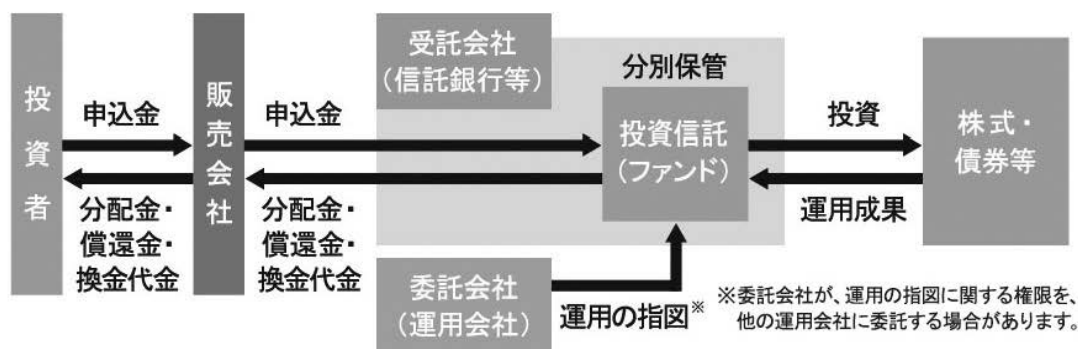 投資者
申込金
分配金・
償還金・
換金代金
販売会社
申込金
分配金・
償還金・
換金代金
受託会社
(信託銀行等)
分別保管
投資信託
(ファンド)
委託会社
(運用会社)
運用の指図※
投資
運用成果
株式・
債券等
※委託会社が、運用の指図に関する権限を、
他の運用会社に委託する場合があります。